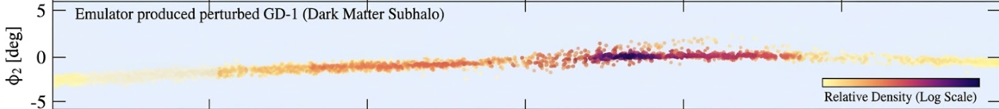 5
Emulator produced perturbed GD-1 (Dark Matter Subhalo)
ϕ₂ [deg]
0
-5
Relative Density (Log Scale)